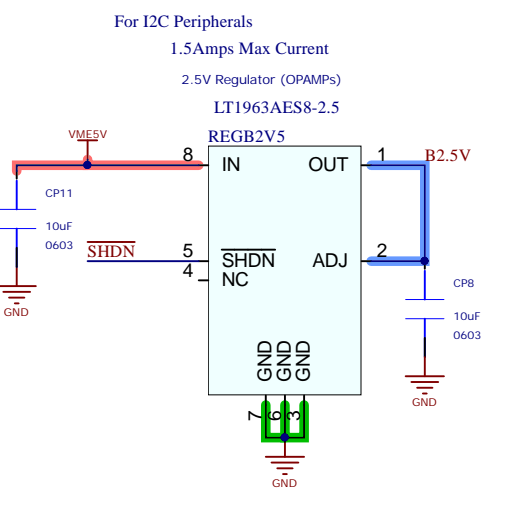 For I2C Peripherals
1.5Amps Max Current
2.5V Regulator (OPAMPs)
LT1963AES8-2.5
REGB2V5
VME5V
8
IN
OUT
1
B2.5V
CP11
10uF
0603
GND
SHDN
5
SHDN
4
NC
ADJ
2
CP8
10uF
0603
GND
GND
GND
GND
7
6
3
GND